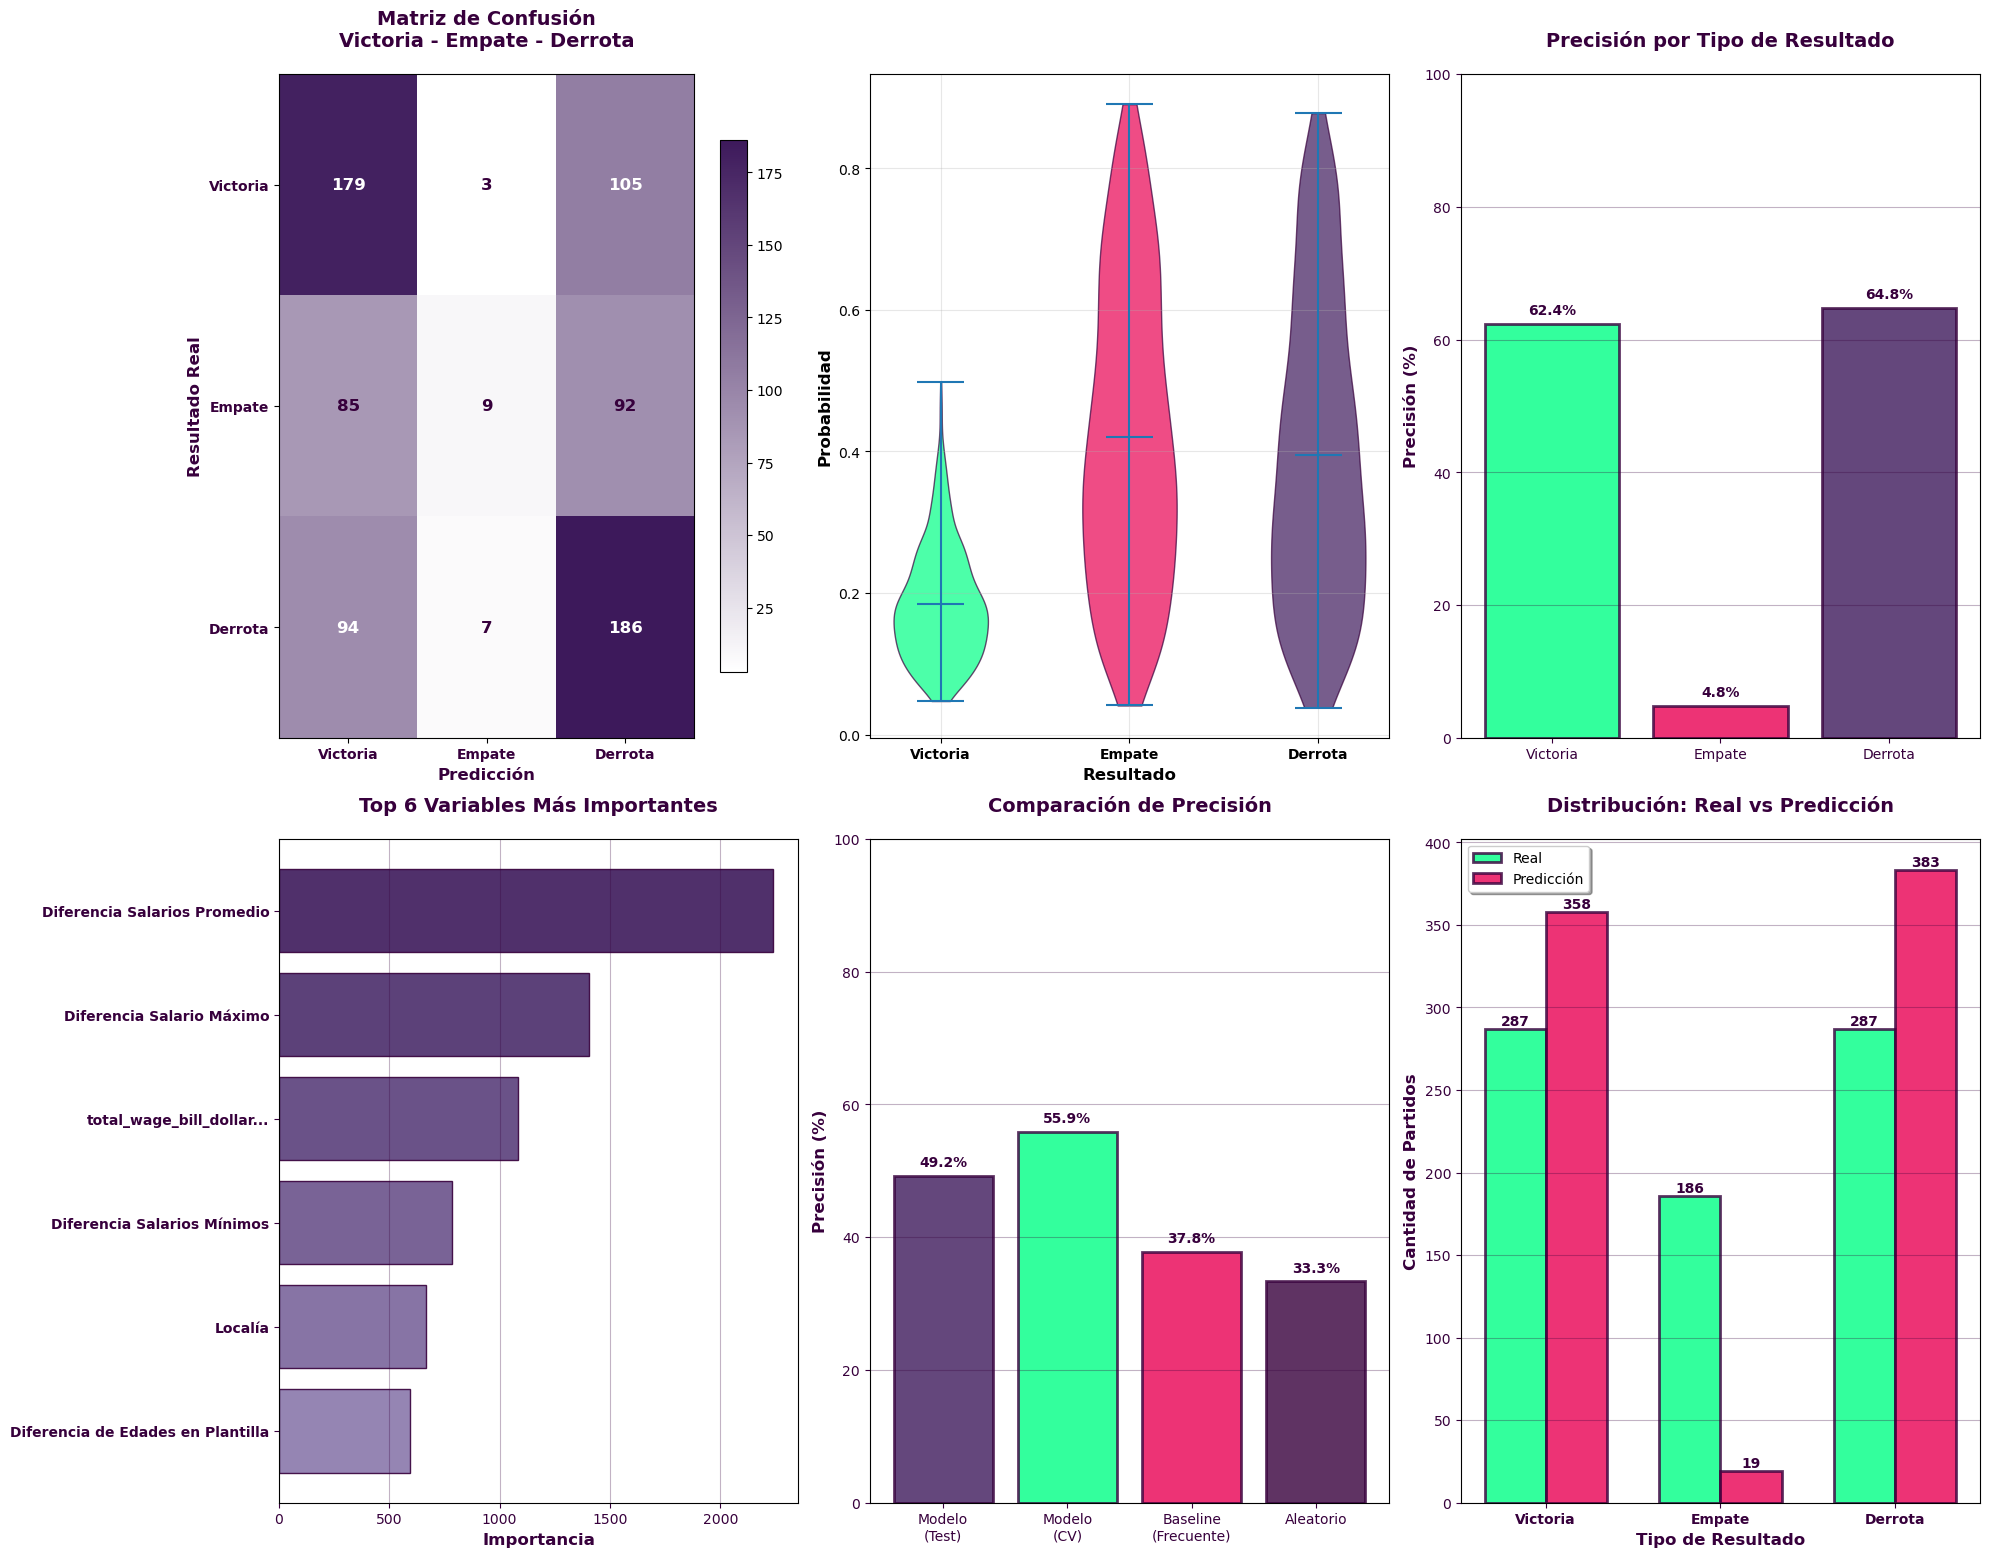 Matriz de Confusión
Victoria - Empate - Derrota
Resultado Real
Victoria
Empate
Derrota
179
3
105
85
9
92
94
7
186
Victoria
Empate
Derrota
Predicción
175
150
125
100
75
50
25
Probabilidad
0.8
0.6
0.4
0.2
0.0
Victoria
Empate
Derrota
Resultado
Precisión por Tipo de Resultado
Precisión (%)
100
80
60
40
20
0
62.4%
4.8%
64.8%
Victoria
Empate
Derrota
Top 6 Variables Más Importantes
Diferencia Salarios Promedio
Diferencia Salario Máximo
total_wage_bill_dollar...
Diferencia Salarios Mínimos
Localía
Diferencia de Edades en Plantilla
0
500
1000
1500
2000
Importancia
Comparación de Precisión
Precisión (%)
100
80
60
40
20
0
49.2%
55.9%
37.8%
33.3%
Modelo
(Test)
Modelo
(CV)
Baseline
(Frecuente)
Aleatorio
Distribución: Real vs Predicción
Cantidad de Partidos
400
350
300
250
200
150
100
50
0
Real
Predicción
287
358
186
19
287
383
Victoria
Empate
Derrota
Tipo de Resultado